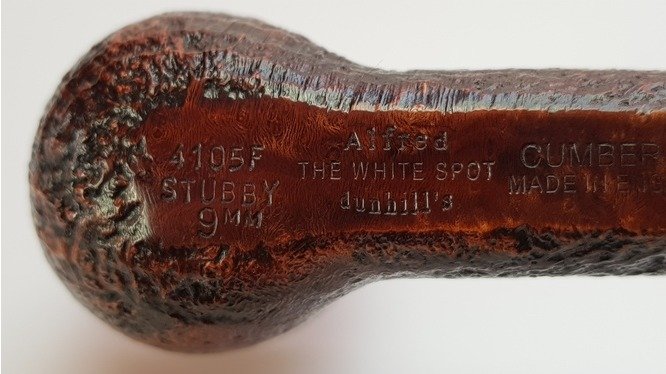 4105F
STUBBY
9MM
Alfred
THE WHITE SPOT
dunhill's
CUMBER
MADE IN EN